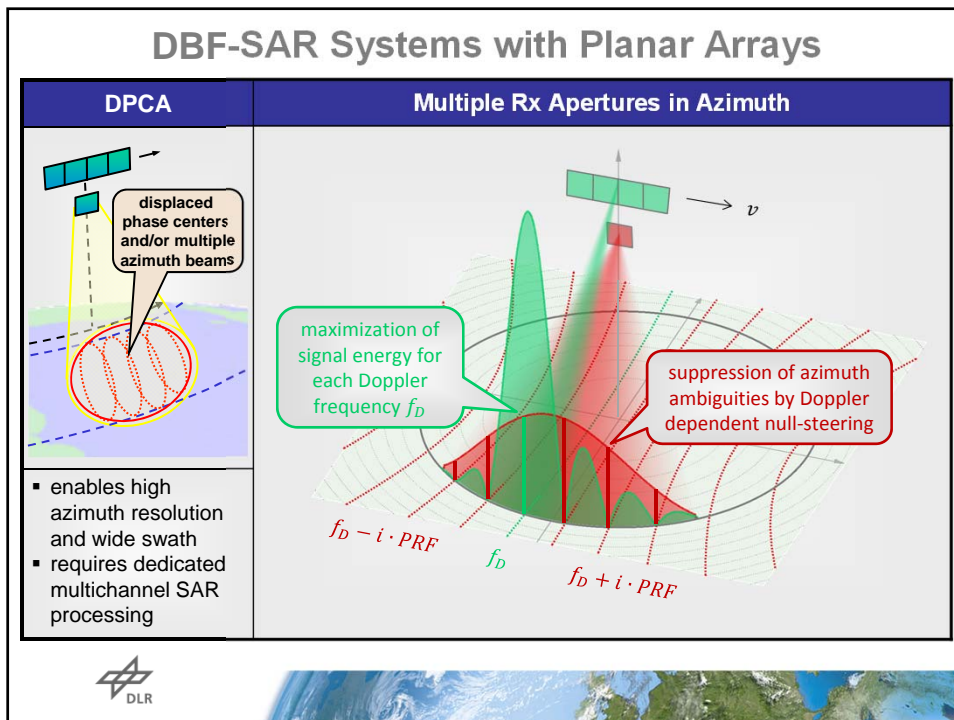 DBF-SAR Systems with Planar Arrays
DPCA
Multiple Rx Apertures in Azimuth
displaced
phase centers
and/or multiple
azimuth beams
▪ enables high
azimuth resolution
and wide swath
▪ requires dedicated
multichannel SAR
processing
v
maximization of
signal energy for
each Doppler
frequency f_D
suppression of azimuth
ambiguities by Doppler
dependent null-steering
f_D − i · PRF
f_D
f_D + i · PRF
DLR